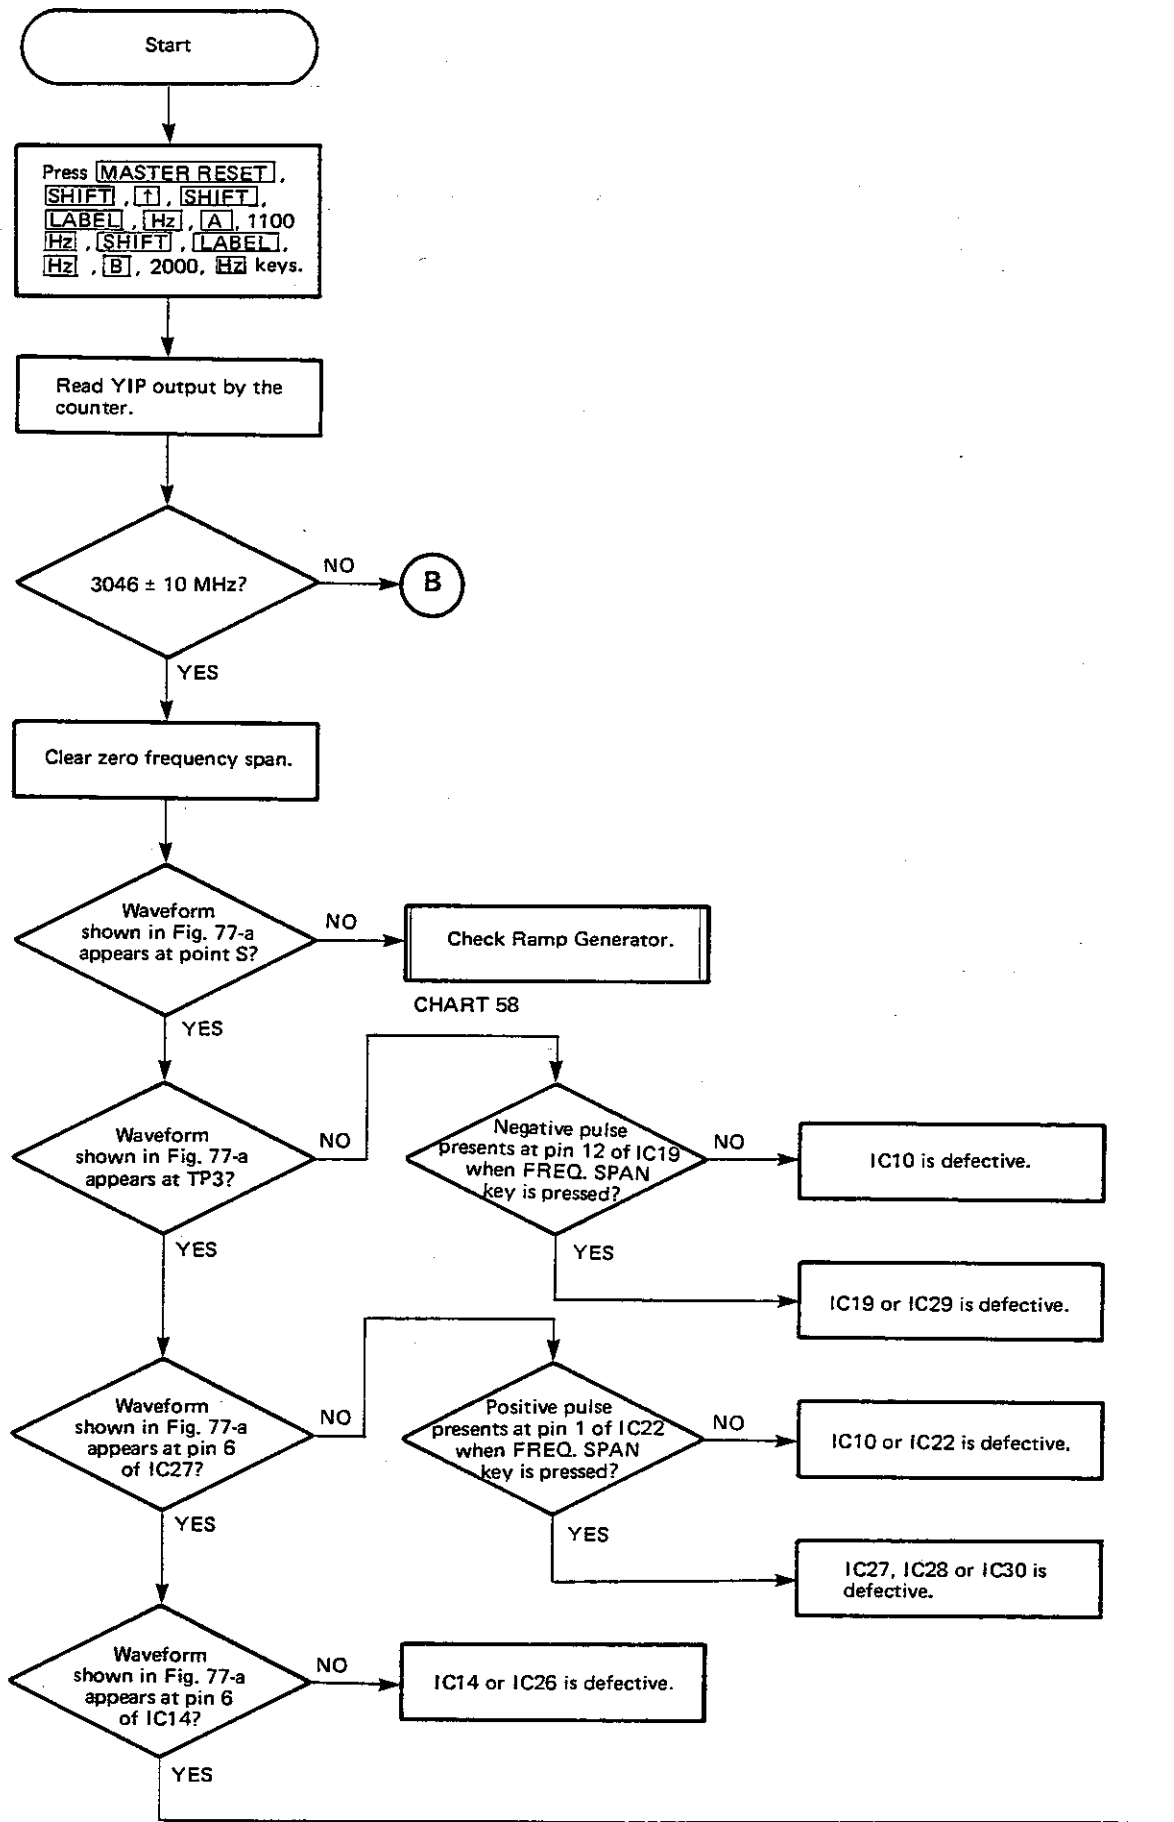 Start
Press MASTER RESET ,
SHIFT , ↑ , SHIFT ,
LABEL , Hz , A , 1100
Hz , SHIFT , LABEL ,
Hz , B , 2000, Hz keys.
Read YIP output by the
counter.
3046 ± 10 MHz?
NO
B
YES
Clear zero frequency span.
Waveform
shown in Fig. 77-a
appears at point S?
NO
Check Ramp Generator.
CHART 58
YES
Waveform
shown in Fig. 77-a
appears at TP3?
NO
Negative pulse
presents at pin 12 of IC19
when FREQ. SPAN
key is pressed?
NO
IC10 is defective.
YES
YES
IC19 or IC29 is defective.
Waveform
shown in Fig. 77-a
appears at pin 6
of IC27?
NO
Positive pulse
presents at pin 1 of IC22
when FREQ. SPAN
key is pressed?
NO
IC10 or IC22 is defective.
YES
YES
IC27, IC28 or IC30 is
defective.
Waveform
shown in Fig. 77-a
appears at pin 6
of IC14?
NO
IC14 or IC26 is defective.
YES